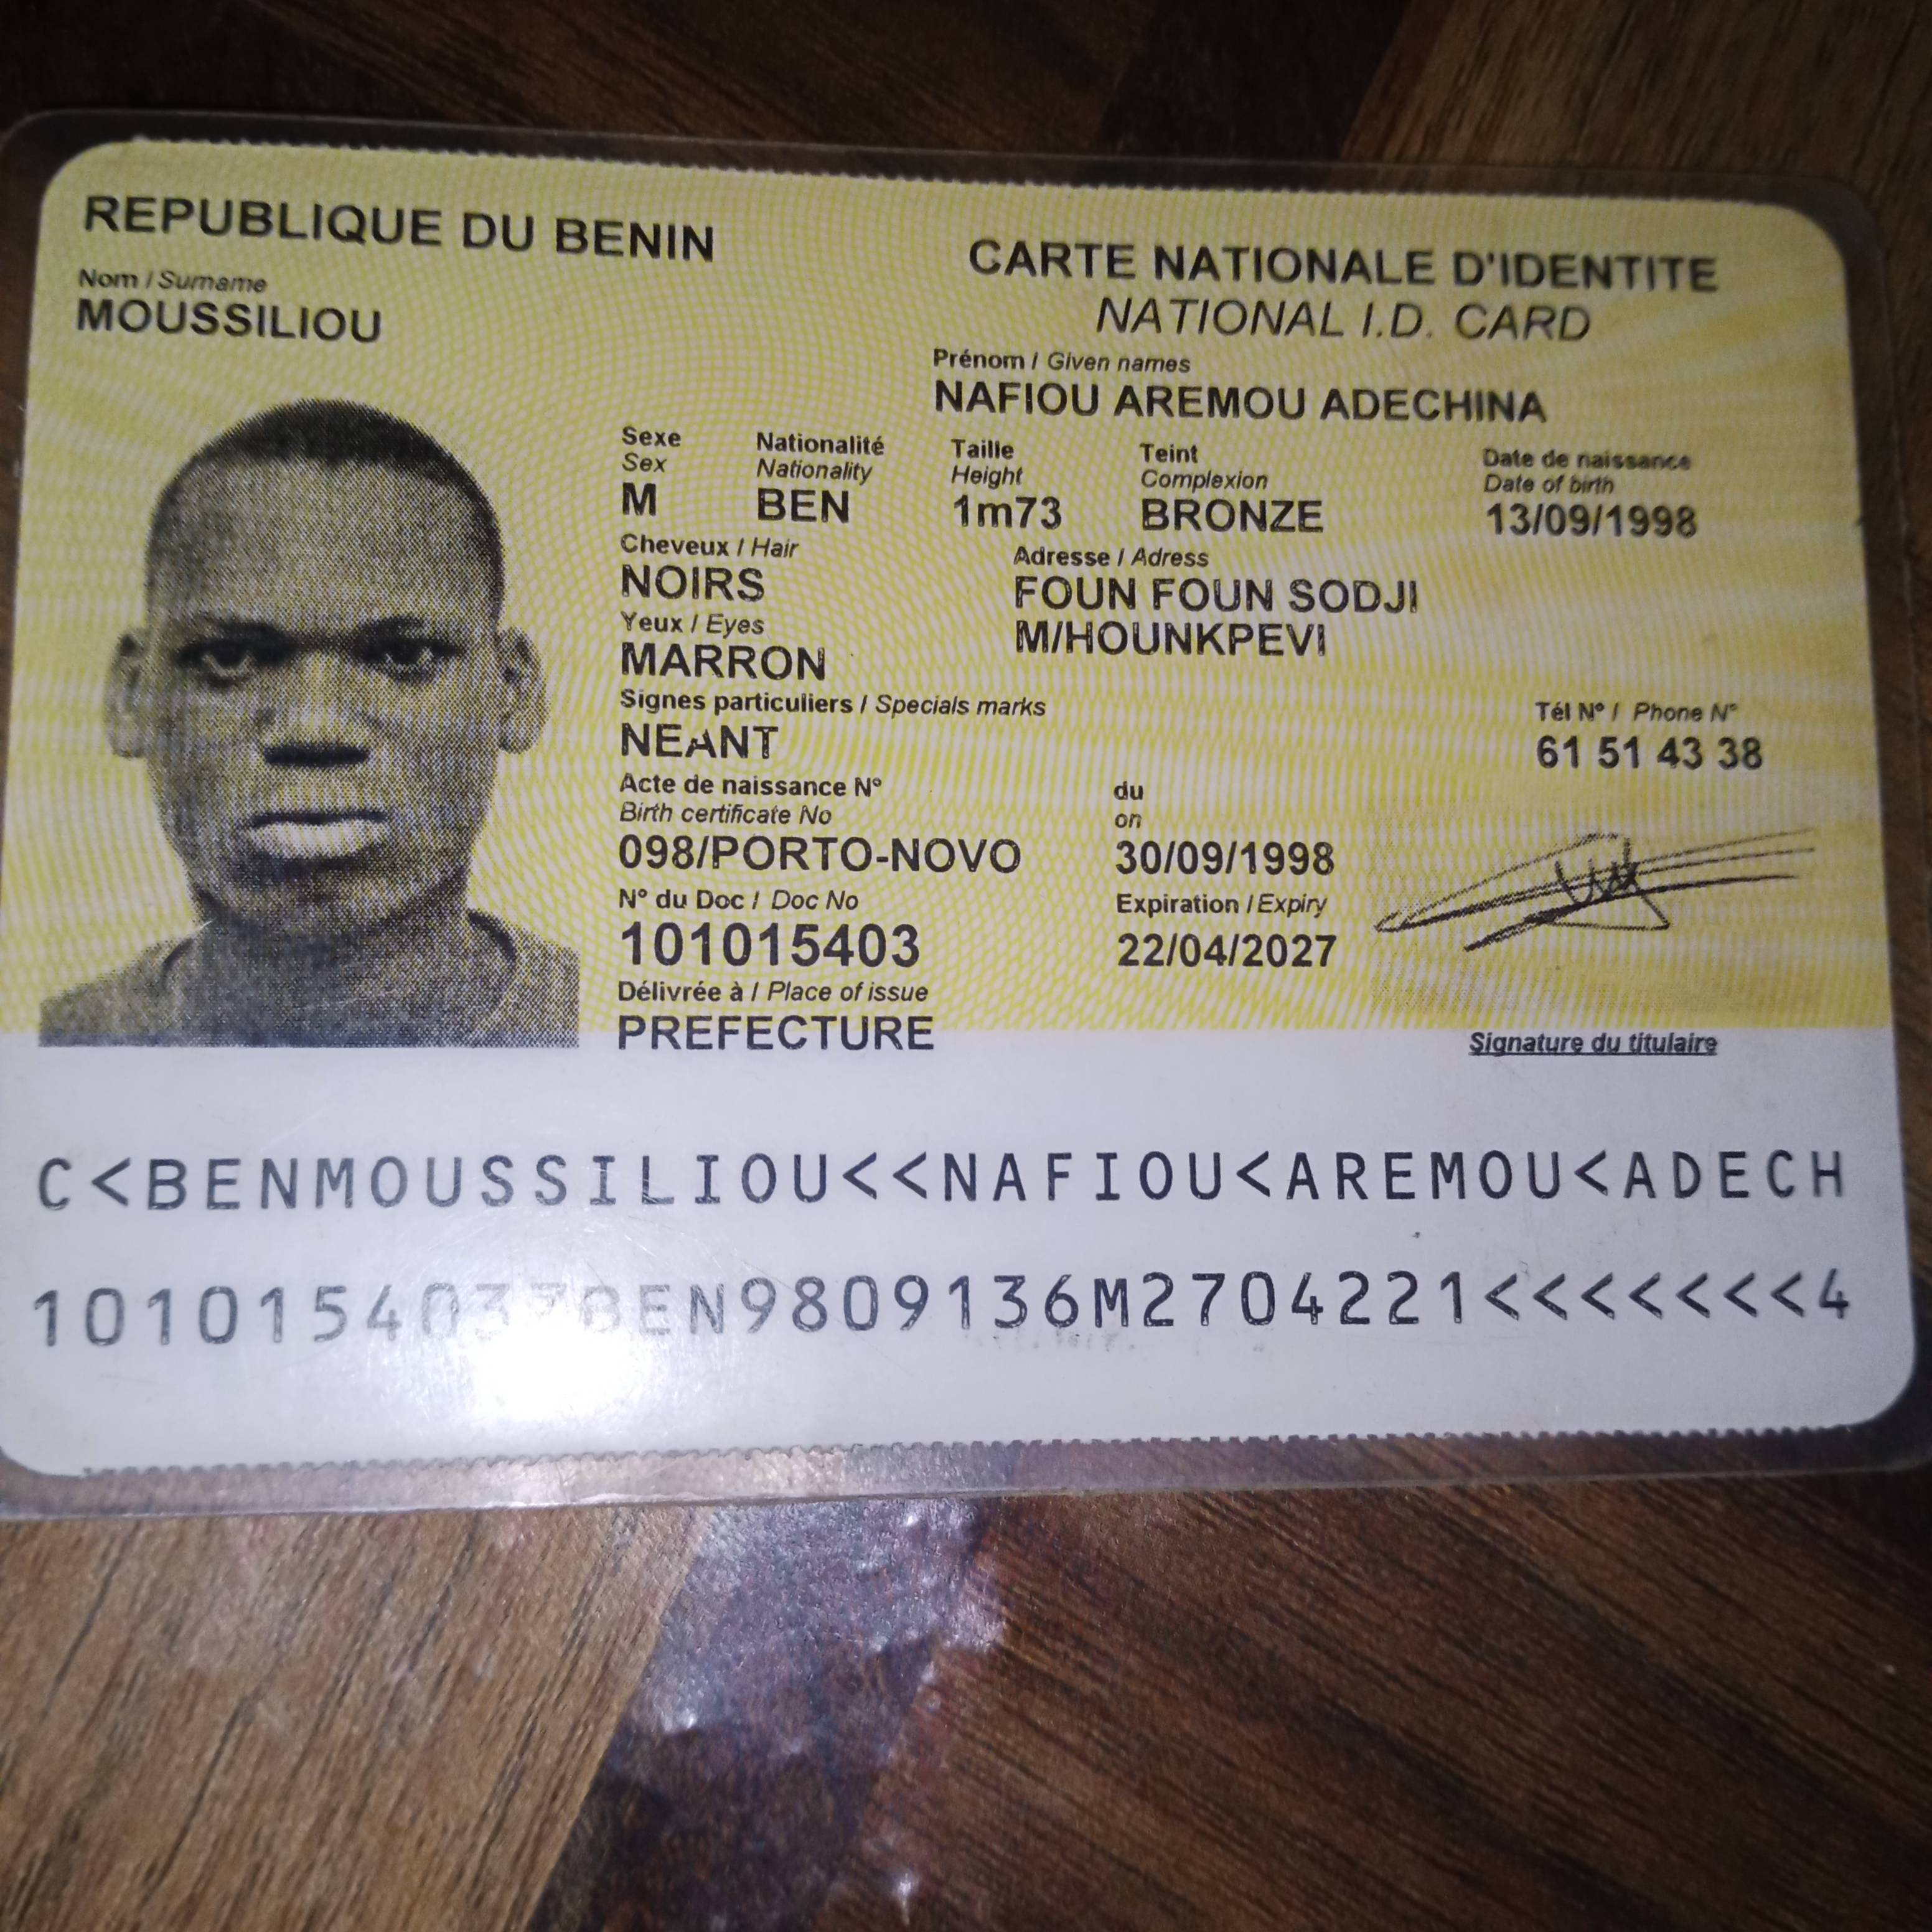 REPUBLIQUE DU BENIN
CARTE NATIONALE D'IDENTITE
NATIONAL I.D. CARD
Nom / Surname
MOUSSILIOU
Prénom / Given names
NAFIOU AREMOU ADECHINA
Sexe Nationalité Taille Teint Date de naissance
Sex Nationality Height Complexion Date of birth
M BEN 1m73 BRONZE 13/09/1998
Cheveux / Hair Adresse / Adress
NOIRS FOUN FOUN SODJI
Yeux / Eyes M/HOUNKPEVI
MARRON
Signes particuliers / Specials marks Tél N° / Phone N°
NEANT 61 51 43 38
Acte de naissance N° du
Birth certificate No on
098/PORTO-NOVO 30/09/1998
N° du Doc / Doc No Expiration / Expiry
101015403 22/04/2027
Délivrée à / Place of issue
PREFECTURE
Signature du titulaire
C<BENMOUSSILIOU<<NAFIOU<AREMOU<ADECH
BEN9809136M2704221<<<<<<<4